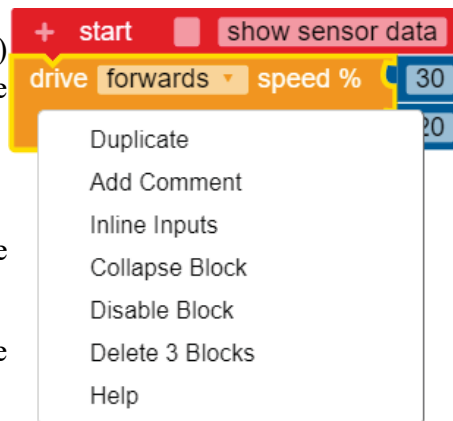 + start show sensor data
)
drive forwards speed % 30
e
20
Duplicate
Add Comment
Inline Inputs
e
Collapse Block
Disable Block
Delete 3 Blocks
e
Help